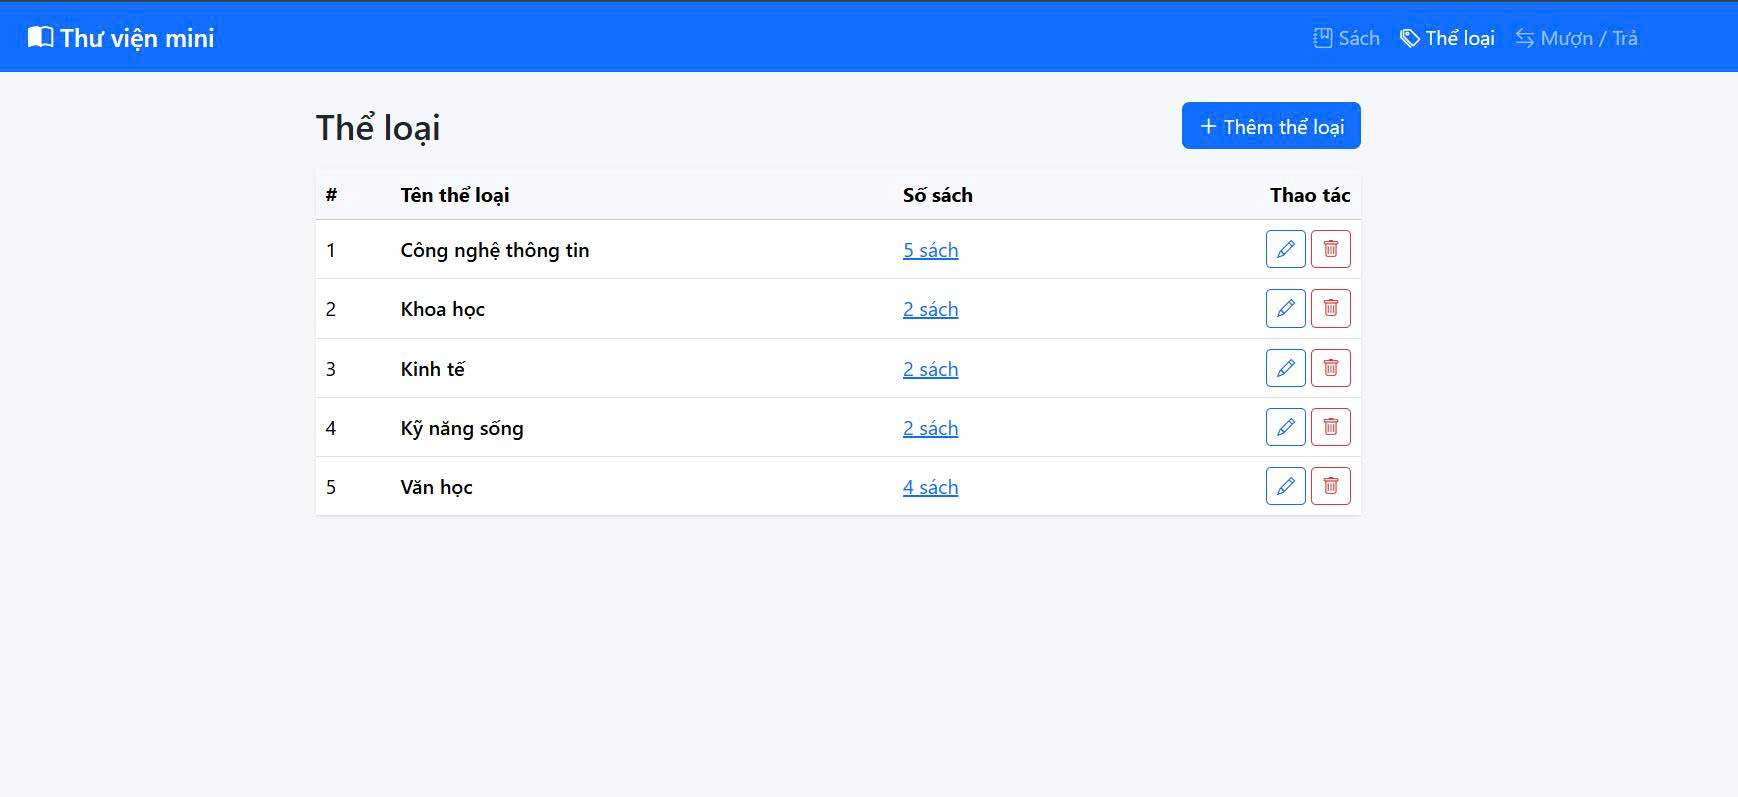 Thư viện mini Sách Thể loại Mượn / Trả
Thể loại + Thêm thể loại
# Tên thể loại Số sách Thao tác
1 Công nghệ thông tin 5 sách
2 Khoa học 2 sách
3 Kinh tế 2 sách
4 Kỹ năng sống 2 sách
5 Văn học 4 sách